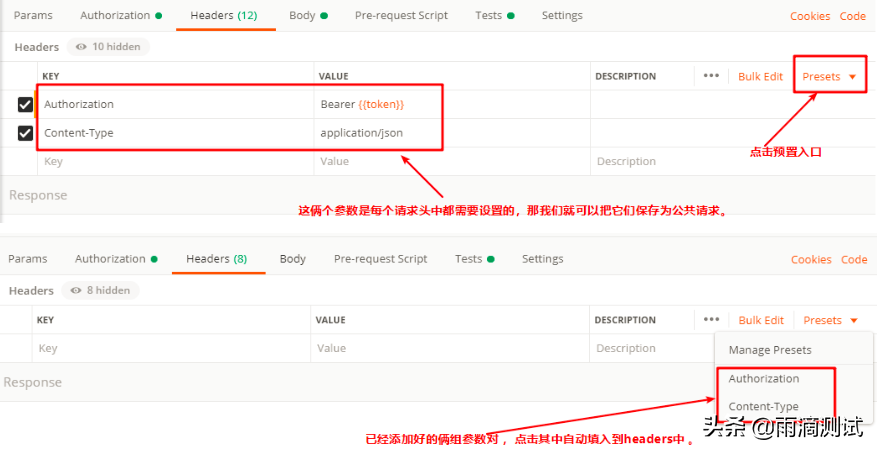 Params Authorization Headers (12) Body Pre-request Script Tests Settings Cookies Code
Headers 10 hidden
KEY VALUE DESCRIPTION ••• Bulk Edit Presets
Authorization Bearer {{token}}
Content-Type application/json
Key Value Description
点击预置入口
Response
这俩个参数是每个请求头中都需要设置的，那我们就可以把它们保存为公共请求。
Params Authorization Headers (8) Body Pre-request Script Tests Settings Cookies Code
Headers 8 hidden
KEY VALUE DESCRIPTION ••• Bulk Edit Presets
Key Value Description
Manage Presets
Authorization
Content-Type
Response
已经添加好的俩组参数对，点击其中自动填入到headers中。
头条 @雨滴测试